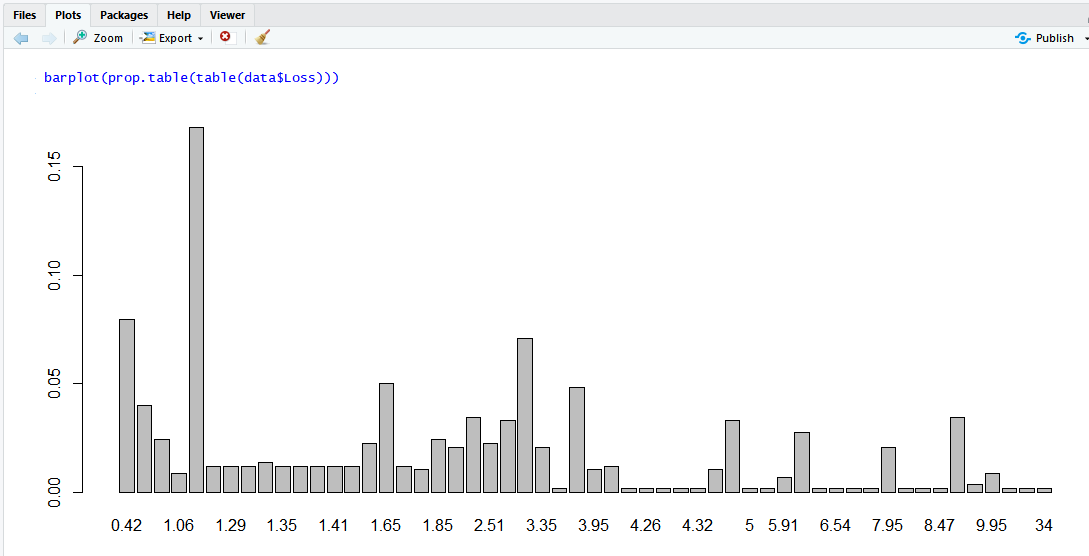 Files Plots Packages Help Viewer
Zoom Export Publish
barplot(prop.table(table(data$Loss)))
0.15
0.10
0.05
0.00
0.42 1.06 1.29 1.35 1.41 1.65 1.85 2.51 3.35 3.95 4.26 4.32 5 5.91 6.54 7.95 8.47 9.95 34